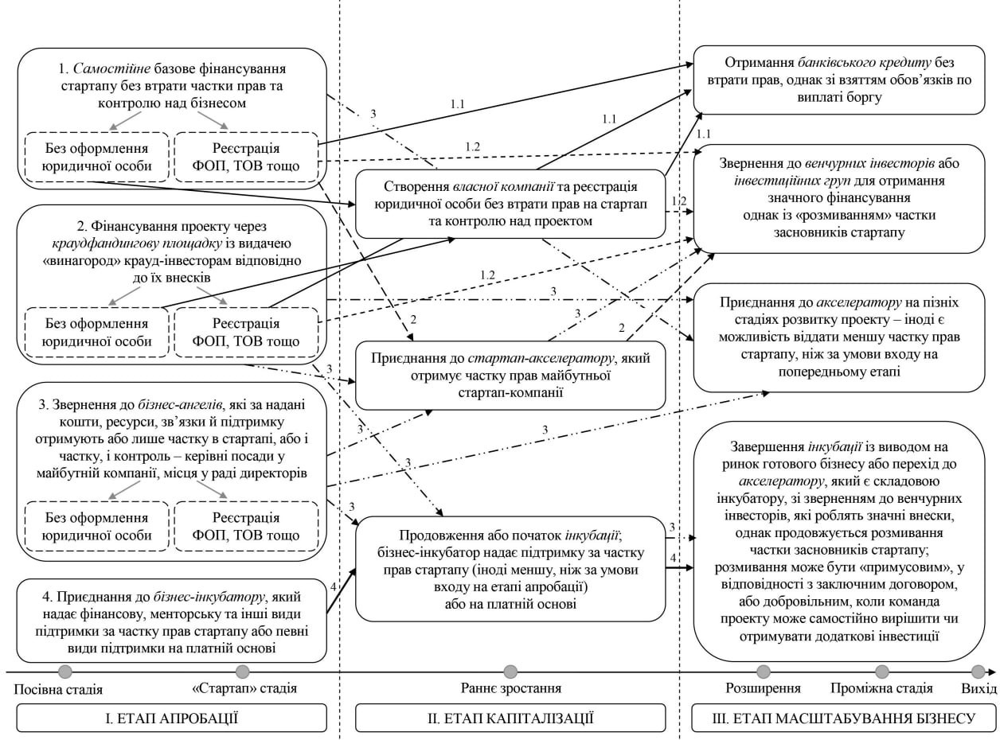 1. Самостійне базове фінансування
стартапу без втрати частки прав та
контролю над бізнесом
Без оформлення
юридичної особи
Реєстрація
ФОП, ТОВ тощо
2. Фінансування проекту через
краудфандингову площадку із видачею
«винагород» крауд-інвесторам відповідно
до їх внесків
Без оформлення
юридичної особи
Реєстрація
ФОП, ТОВ тощо
3. Звернення до бізнес-ангелів, які за надані
кошти, ресурси, зв’язки й підтримку
отримують або лише частку в стартапі, або і
частку, і контроль – керівні посади у
майбутній компанії, місця у раді директорів
Без оформлення
юридичної особи
Реєстрація
ФОП, ТОВ тощо
4. Приєднання до бізнес-інкубатору, який
надає фінансову, менторську та інші види
підтримки за частку прав стартапу або певні
види підтримки на платній основі
3
1.1
1.1
1.1
1.2
1.2
1.2
2
3
3
2
3
3
3
3
3
4
3
4
Створення власної компанії та реєстрація
юридичної особи без втрати прав на стартап
та контролю над проектом
Приєднання до стартап-акселератору, який
отримує частку прав майбутньої
стартап-компанії
Продовження або початок інкубації;
бізнес-інкубатор надає підтримку за частку
прав стартапу (іноді меншу, ніж за умови
входу на етапі апробації)
або на платній основі
Отримання банківського кредиту без
втрати прав, однак зі взяттям обов’язків по
виплаті боргу
Звернення до венчурних інвесторів або
інвестиційних груп для отримання
значного фінансування
однак із «розмиванням» частки
засновників стартапу
Приєднання до акселератору на пізніх
стадіях розвитку проекту – іноді є
можливість віддати меншу частку прав
стартапу, ніж за умови входу на
попередньому етапі
Завершення інкубації із виводом на
ринок готового бізнесу або перехід до
акселератору, який є складовою
інкубатору, зі зверненням до венчурних
інвесторів, які роблять значні внески,
однак продовжується розмивання
частки засновників стартапу;
розмивання може бути «примусовим», у
відповідності з заключним договором,
або добровільним, коли команда
проекту може самостійно вирішити чи
отримувати додаткові інвестиції
Посівна стадія
«Стартап» стадія
Раннє зростання
Розширення
Проміжна стадія
Вихід
І. ЕТАП АПРОБАЦІЇ
ІІ. ЕТАП КАПІТАЛІЗАЦІЇ
ІІІ. ЕТАП МАСШТАБУВАННЯ БІЗНЕСУ